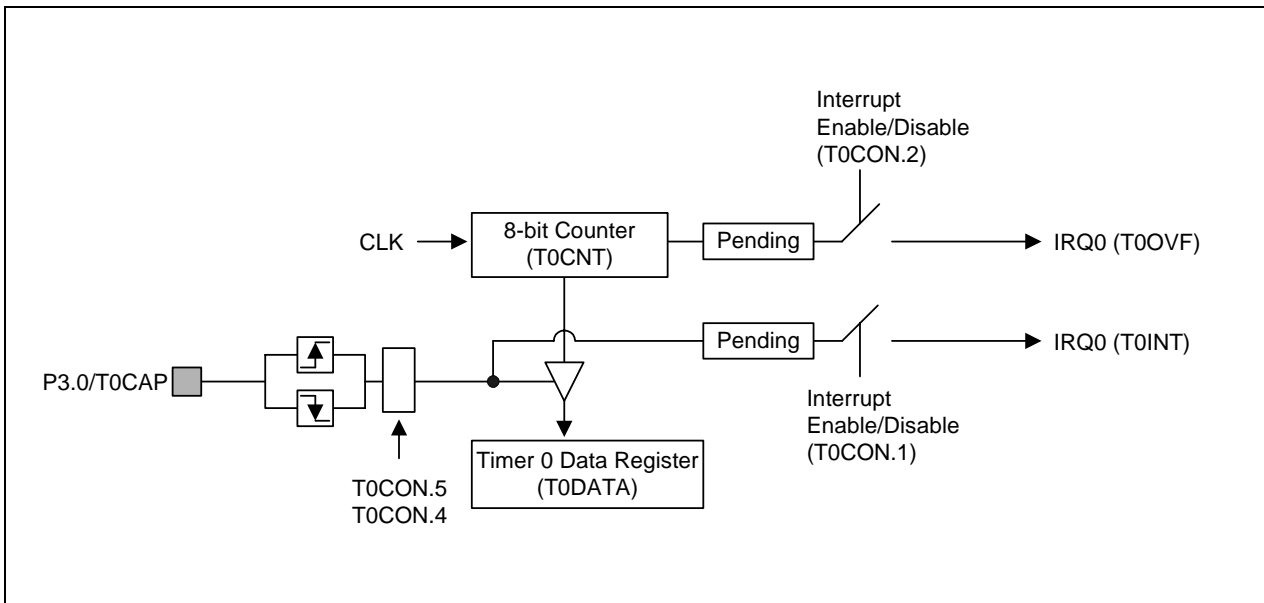 Interrupt
Enable/Disable
(T0CON.2)
CLK
8-bit Counter
(T0CNT)
Pending
IRQ0 (T0OVF)
Pending
IRQ0 (T0INT)
P3.0/T0CAP
Interrupt
Enable/Disable
(T0CON.1)
Timer 0 Data Register
(T0DATA)
T0CON.5
T0CON.4